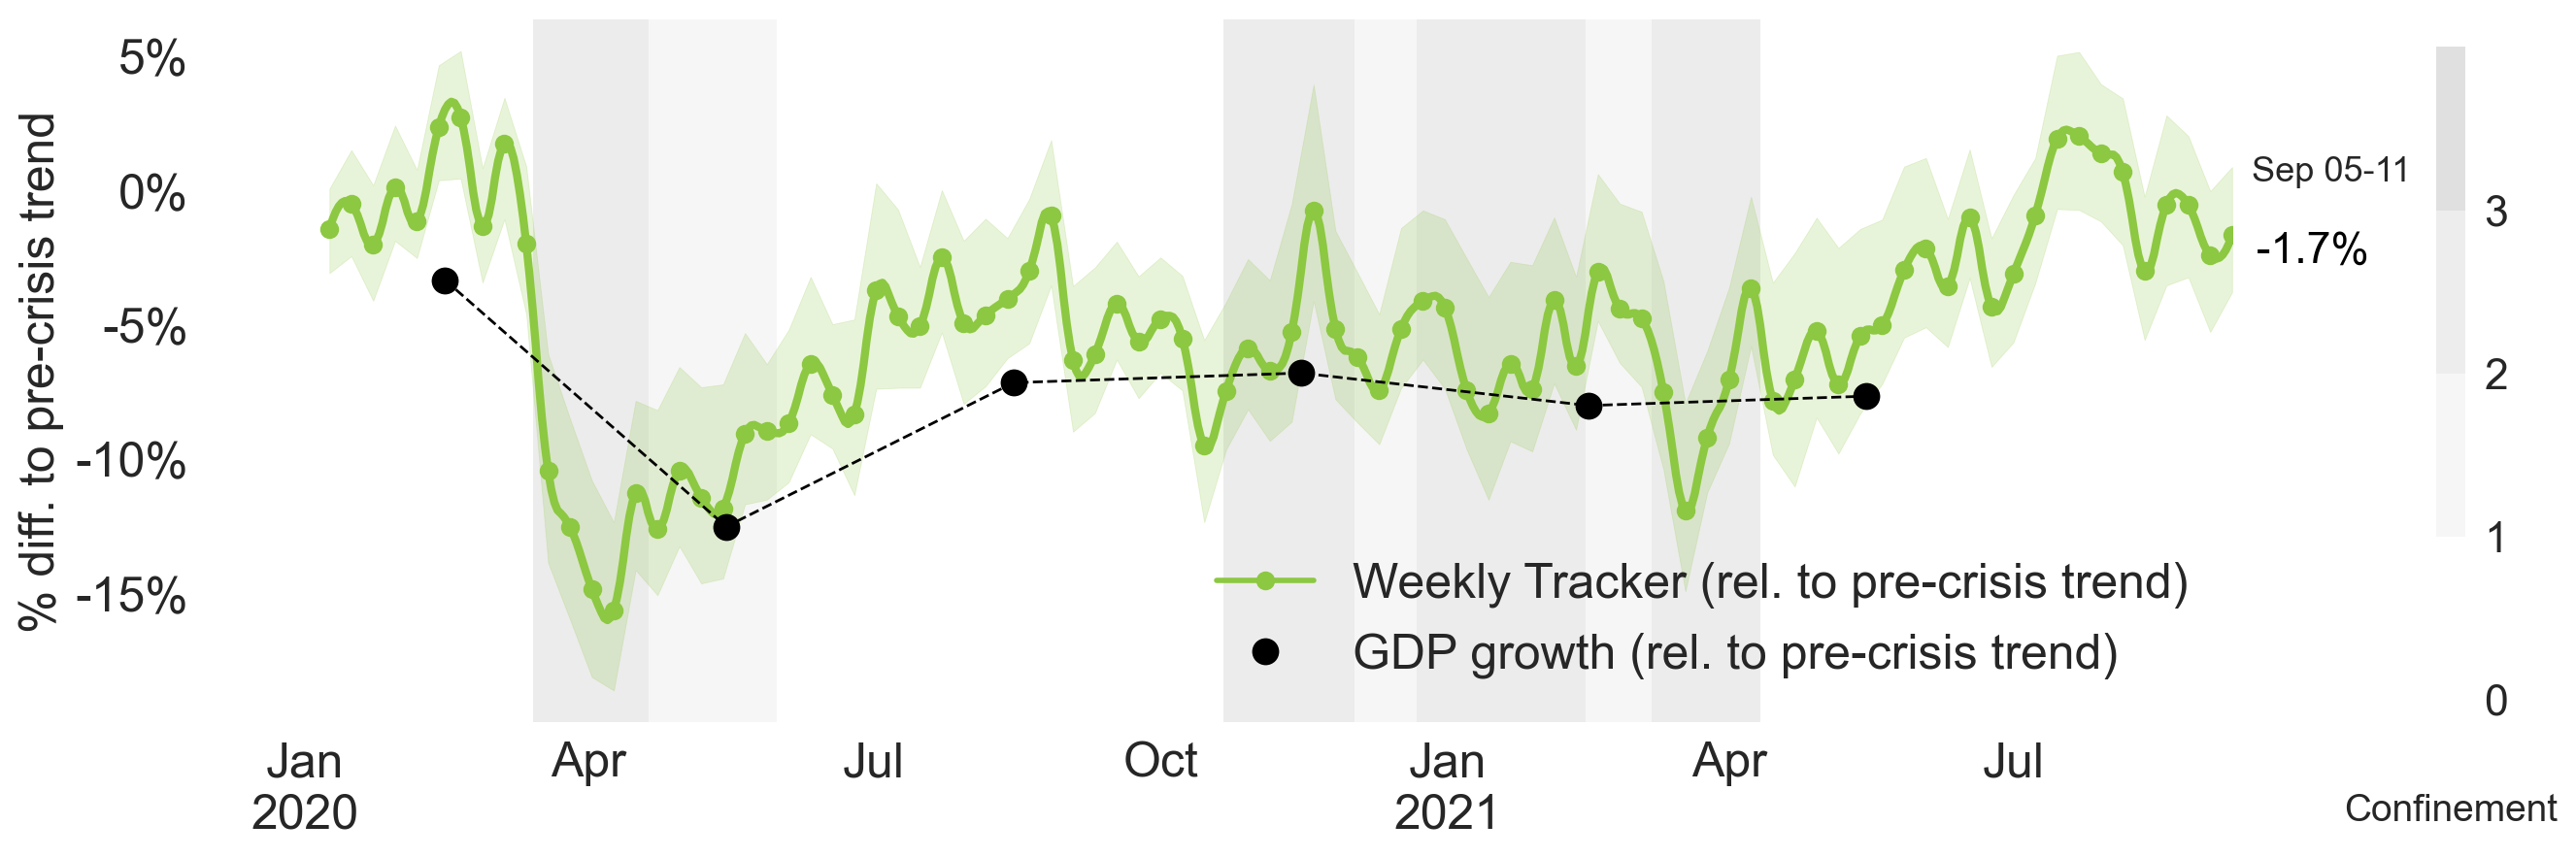 % diff. to pre-crisis trend
5%
0%
-5%
-10%
-15%
Sep 05-11
-1.7%
3
2
1
0
Weekly Tracker (rel. to pre-crisis trend)
GDP growth (rel. to pre-crisis trend)
Jan Apr Jul Oct Jan Apr Jul
2020 2021
Confinement